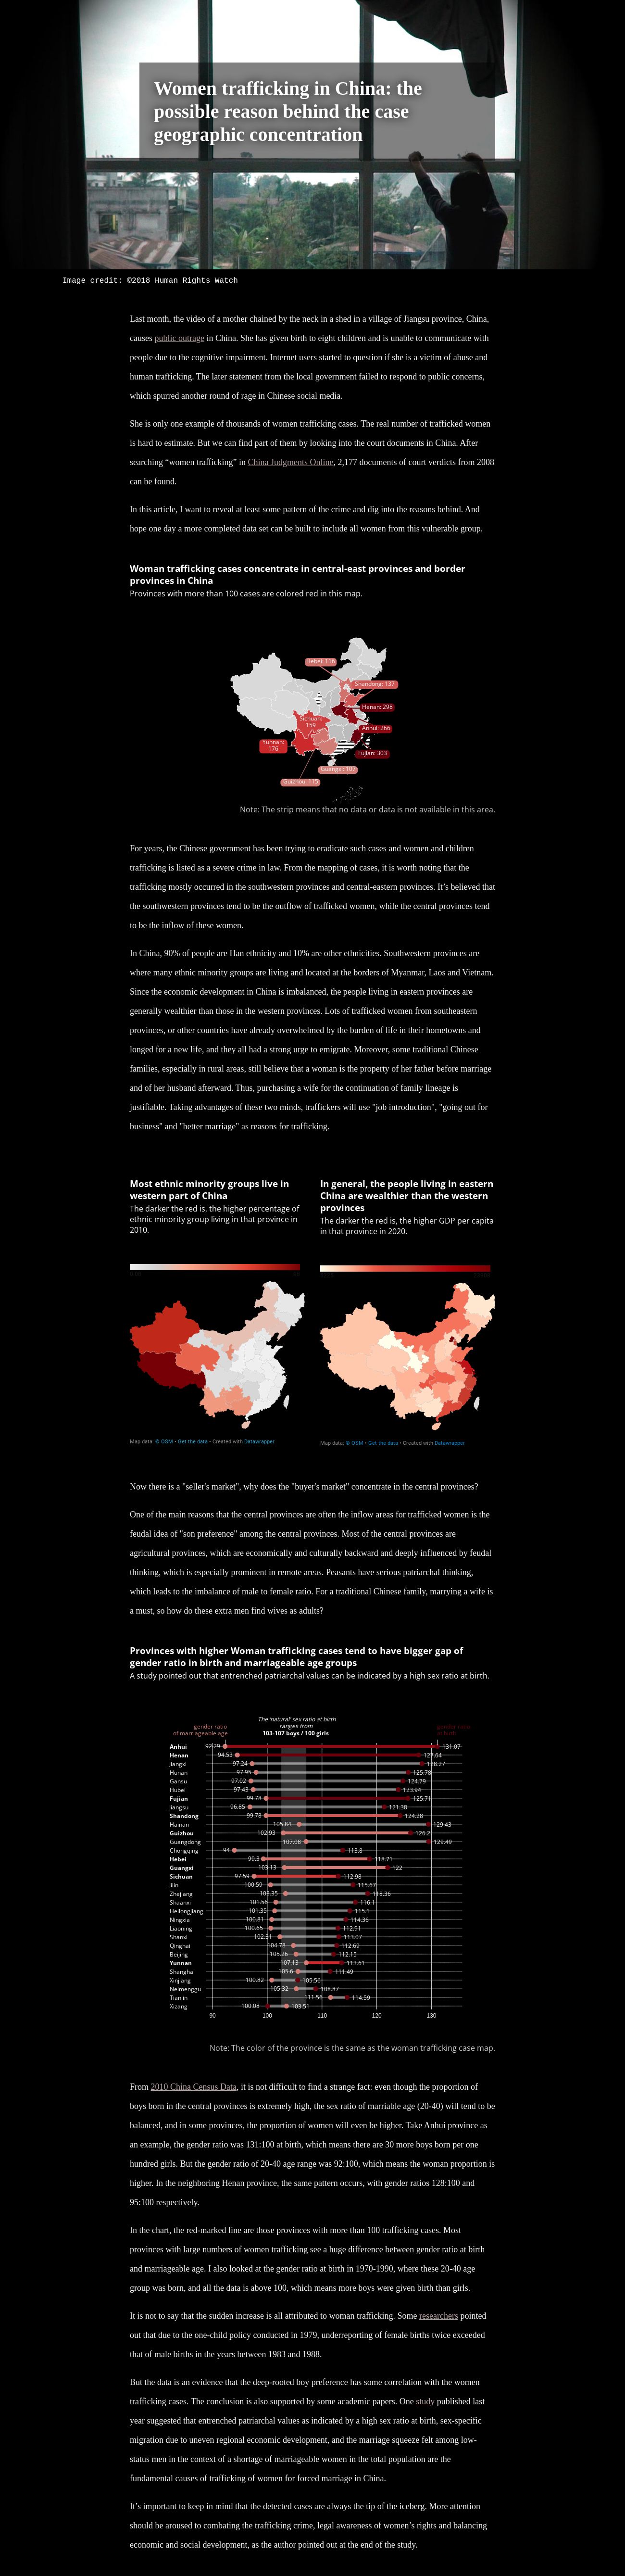 Women trafficking in China: the
possible reason behind the case
geographic concentration
Image credit: ©2018 Human Rights Watch
Last month, the video of a mother chained by the neck in a shed in a village of Jiangsu province, China,
causes public outrage in China. She has given birth to eight children and is unable to communicate with
people due to the cognitive impairment. Internet users started to question if she is a victim of abuse and
human trafficking. The later statement from the local government failed to respond to public concerns,
which spurred another round of rage in Chinese social media.
She is only one example of thousands of women trafficking cases. The real number of trafficked women
is hard to estimate. But we can find part of them by looking into the court documents in China. After
searching “women trafficking” in China Judgments Online, 2,177 documents of court verdicts from 2008
can be found.
In this article, I want to reveal at least some pattern of the crime and dig into the reasons behind. And
hope one day a more completed data set can be built to include all women from this vulnerable group.
Woman trafficking cases concentrate in central-east provinces and border
provinces in China
Provinces with more than 100 cases are colored red in this map.
Hebei: 116
Shandong: 137
Henan: 298
Sichuan:
159
Anhui: 266
Yunnan:
176
Fujian: 303
Guangxi: 107
Guizhou: 115
Note: The strip means that no data or data is not available in this area.
For years, the Chinese government has been trying to eradicate such cases and women and children
trafficking is listed as a severe crime in law. From the mapping of cases, it is worth noting that the
trafficking mostly occurred in the southwestern provinces and central-eastern provinces. It’s believed that
the southwestern provinces tend to be the outflow of trafficked women, while the central provinces tend
to be the inflow of these women.
In China, 90% of people are Han ethnicity and 10% are other ethnicities. Southwestern provinces are
where many ethnic minority groups are living and located at the borders of Myanmar, Laos and Vietnam.
Since the economic development in China is imbalanced, the people living in eastern provinces are
generally wealthier than those in the western provinces. Lots of trafficked women from southeastern
provinces, or other countries have already overwhelmed by the burden of life in their hometowns and
longed for a new life, and they all had a strong urge to emigrate. Moreover, some traditional Chinese
families, especially in rural areas, still believe that a woman is the property of her father before marriage
and of her husband afterward. Thus, purchasing a wife for the continuation of family lineage is
justifiable. Taking advantages of these two minds, traffickers will use "job introduction", "going out for
business" and "better marriage" as reasons for trafficking.
Most ethnic minority groups live in
western part of China
The darker the red is, the higher percentage of
ethnic minority group living in that province in
2010.
Map data: © OSM • Get the data • Created with Datawrapper
In general, the people living in eastern
China are wealthier than the western
provinces
The darker the red is, the higher GDP per capita
in that province in 2020.
Map data: © OSM • Get the data • Created with Datawrapper
Now there is a "seller's market", why does the "buyer's market" concentrate in the central provinces?
One of the main reasons that the central provinces are often the inflow areas for trafficked women is the
feudal idea of "son preference" among the central provinces. Most of the central provinces are
agricultural provinces, which are economically and culturally backward and deeply influenced by feudal
thinking, which is especially prominent in remote areas. Peasants have serious patriarchal thinking,
which leads to the imbalance of male to female ratio. For a traditional Chinese family, marrying a wife is
a must, so how do these extra men find wives as adults?
Provinces with higher Woman trafficking cases tend to have bigger gap of
gender ratio in birth and marriageable age groups
A study pointed out that entrenched patriarchal values can be indicated by a high sex ratio at birth.
The 'natural' sex ratio at birth
ranges from
103-107 boys / 100 girls
gender ratio
of marriageable age
gender ratio
at birth
Anhui 92.29 131.07
Henan 94.53 127.64
Jiangxi 97.24 128.27
Hunan 97.95 125.78
Gansu 97.02 124.79
Hubei 97.43 123.94
Fujian 99.78 125.71
Jiangsu 96.85 121.38
Shandong 99.78 124.28
Hainan 105.84 129.43
Guizhou 102.93 126.2
Guangdong 107.08 129.49
Chongqing 94 113.8
Hebei 99.3 118.71
Guangxi 103.13 122
Sichuan 97.59 112.98
Jilin 100.59 115.67
Zhejiang 103.35 118.36
Shaanxi 101.56 116.1
Heilongjiang 101.35 115.1
Ningxia 100.81 114.36
Liaoning 100.65 112.91
Shanxi 102.31 113.07
Qinghai 104.78 112.69
Beijing 105.26 112.15
Yunnan 107.13 113.61
Shanghai 105.6 111.49
Xinjiang 100.82 105.56
Neimenggu 105.32 108.87
Tianjin 111.56 114.59
Xizang 100.08 103.51
90 100 110 120 130
Note: The color of the province is the same as the woman trafficking case map.
From 2010 China Census Data, it is not difficult to find a strange fact: even though the proportion of
boys born in the central provinces is extremely high, the sex ratio of marriable age (20-40) will tend to be
balanced, and in some provinces, the proportion of women will even be higher. Take Anhui province as
an example, the gender ratio was 131:100 at birth, which means there are 30 more boys born per one
hundred girls. But the gender ratio of 20-40 age range was 92:100, which means the woman proportion is
higher. In the neighboring Henan province, the same pattern occurs, with gender ratios 128:100 and
95:100 respectively.
In the chart, the red-marked line are those provinces with more than 100 trafficking cases. Most
provinces with large numbers of women trafficking see a huge difference between gender ratio at birth
and marriageable age. I also looked at the gender ratio at birth in 1970-1990, where these 20-40 age
group was born, and all the data is above 100, which means more boys were given birth than girls.
It is not to say that the sudden increase is all attributed to woman trafficking. Some researchers pointed
out that due to the one-child policy conducted in 1979, underreporting of female births twice exceeded
that of male births in the years between 1983 and 1988.
But the data is an evidence that the deep-rooted boy preference has some correlation with the women
trafficking cases. The conclusion is also supported by some academic papers. One study published last
year suggested that entrenched patriarchal values as indicated by a high sex ratio at birth, sex-specific
migration due to uneven regional economic development, and the marriage squeeze felt among low-
status men in the context of a shortage of marriageable women in the total population are the
fundamental causes of trafficking of women for forced marriage in China.
It’s important to keep in mind that the detected cases are always the tip of the iceberg. More attention
should be aroused to combating the trafficking crime, legal awareness of women’s rights and balancing
economic and social development, as the author pointed out at the end of the study.